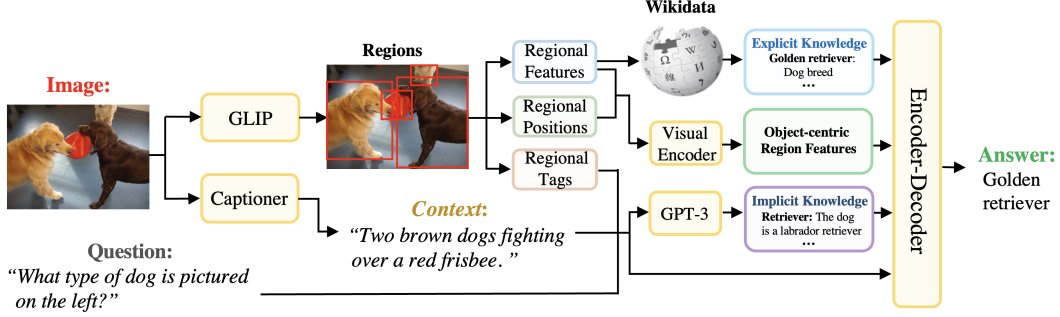 Image:
GLIP
Captioner
Question:
“What type of dog is pictured
on the left?”
Regions
Context:
“Two brown dogs fighting
over a red frisbee. ”
Regional
Features
Regional
Positions
Regional
Tags
Wikidata
Visual
Encoder
GPT-3
Explicit Knowledge
Golden retriever:
Dog breed
...
Object-centric
Region Features
Implicit Knowledge
Retriever: The dog
is a labrador retriever
...
Encoder-Decoder
Answer:
Golden
retriever